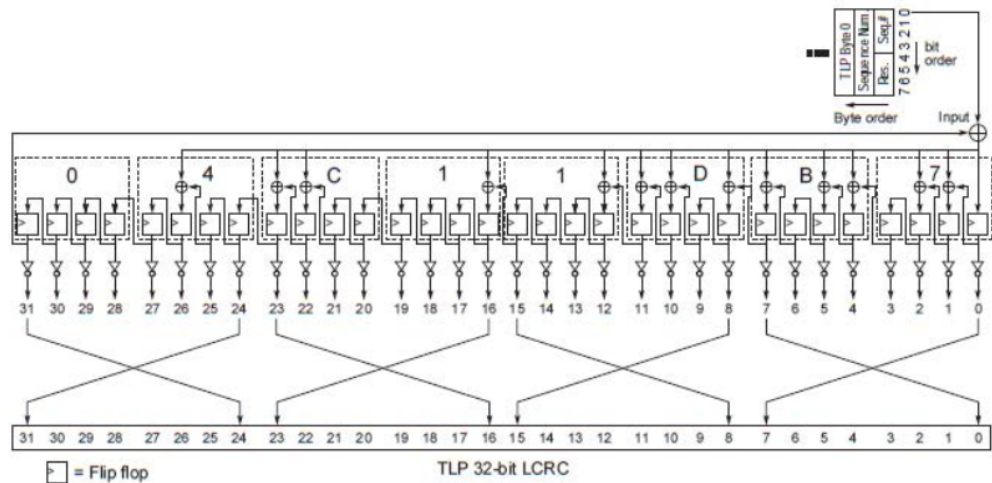 TLP Byte 0
Sequence Num.
Res. Seq.#
7 6 5 4 3 2 1 0
bit
order
Byte order
Input
0 4 C 1 1 D B 7
31 30 29 28 27 26 25 24 23 22 21 20 19 18 17 16 15 14 13 12 11 10 9 8 7 6 5 4 3 2 1 0
31 30 29 28 27 26 25 24 23 22 21 20 19 18 17 16 15 14 13 12 11 10 9 8 7 6 5 4 3 2 1 0
= Flip flop
TLP 32-bit LCRC